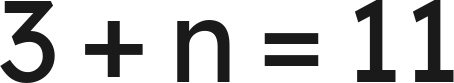 3 + n = 11